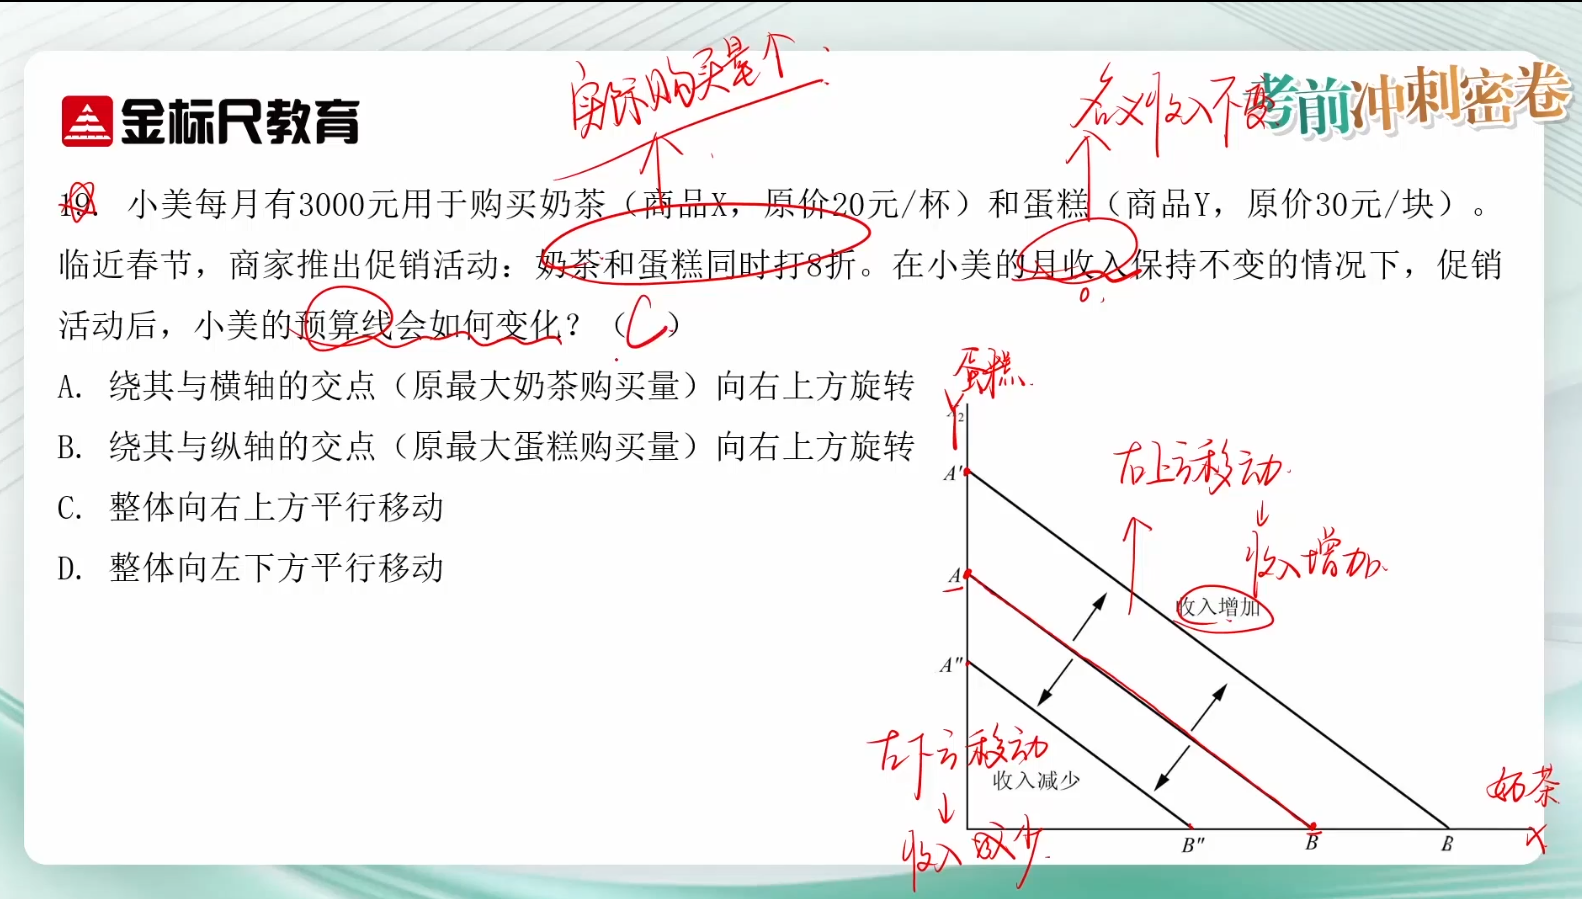 实际购买量个
名义收入不变
金标尺教育
考前冲刺密卷
19. 小美每月有3000元用于购买奶茶（商品X，原价20元/杯）和蛋糕（商品Y，原价30元/块）。
临近春节，商家推出促销活动：奶茶和蛋糕同时打8折。在小美的月收入保持不变的情况下，促销
活动后，小美的预算线会如何变化？（C）
A. 绕其与横轴的交点（原最大奶茶购买量）向右上方旋转
B. 绕其与纵轴的交点（原最大蛋糕购买量）向右上方旋转
C. 整体向右上方平行移动
D. 整体向左下方平行移动
蛋糕
Y
A'
右上方移动
收入增加
A
收入增加
A"
左下方移动
收入减少
收入减少
奶茶
X
B"
B
B